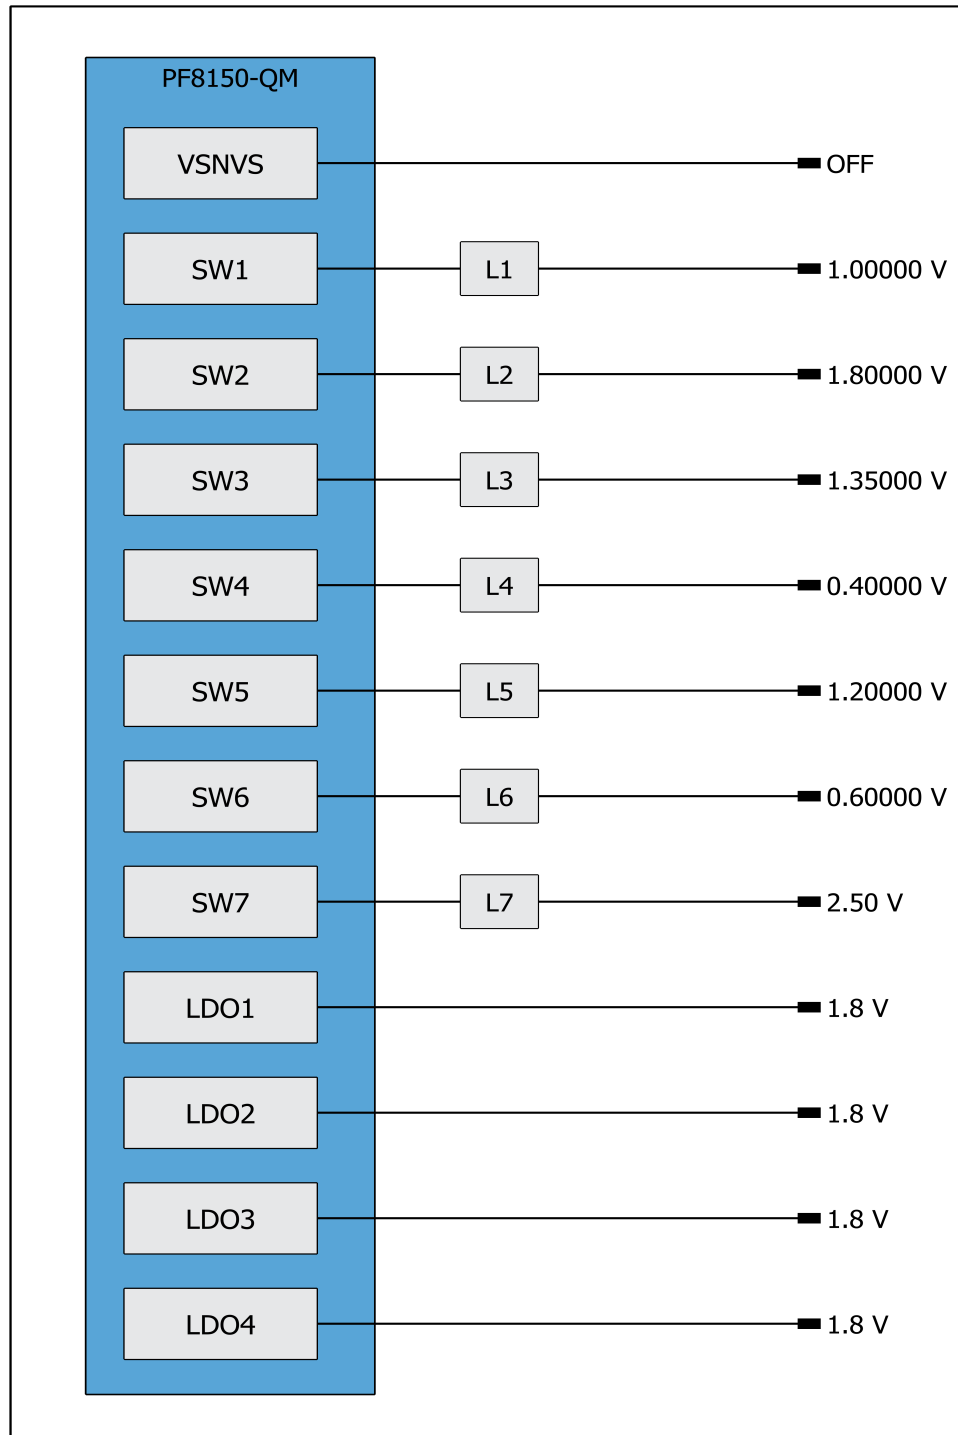 PF8150-QM
VSNVS OFF
SW1 L1 1.00000 V
SW2 L2 1.80000 V
SW3 L3 1.35000 V
SW4 L4 0.40000 V
SW5 L5 1.20000 V
SW6 L6 0.60000 V
SW7 L7 2.50 V
LDO1 1.8 V
LDO2 1.8 V
LDO3 1.8 V
LDO4 1.8 V